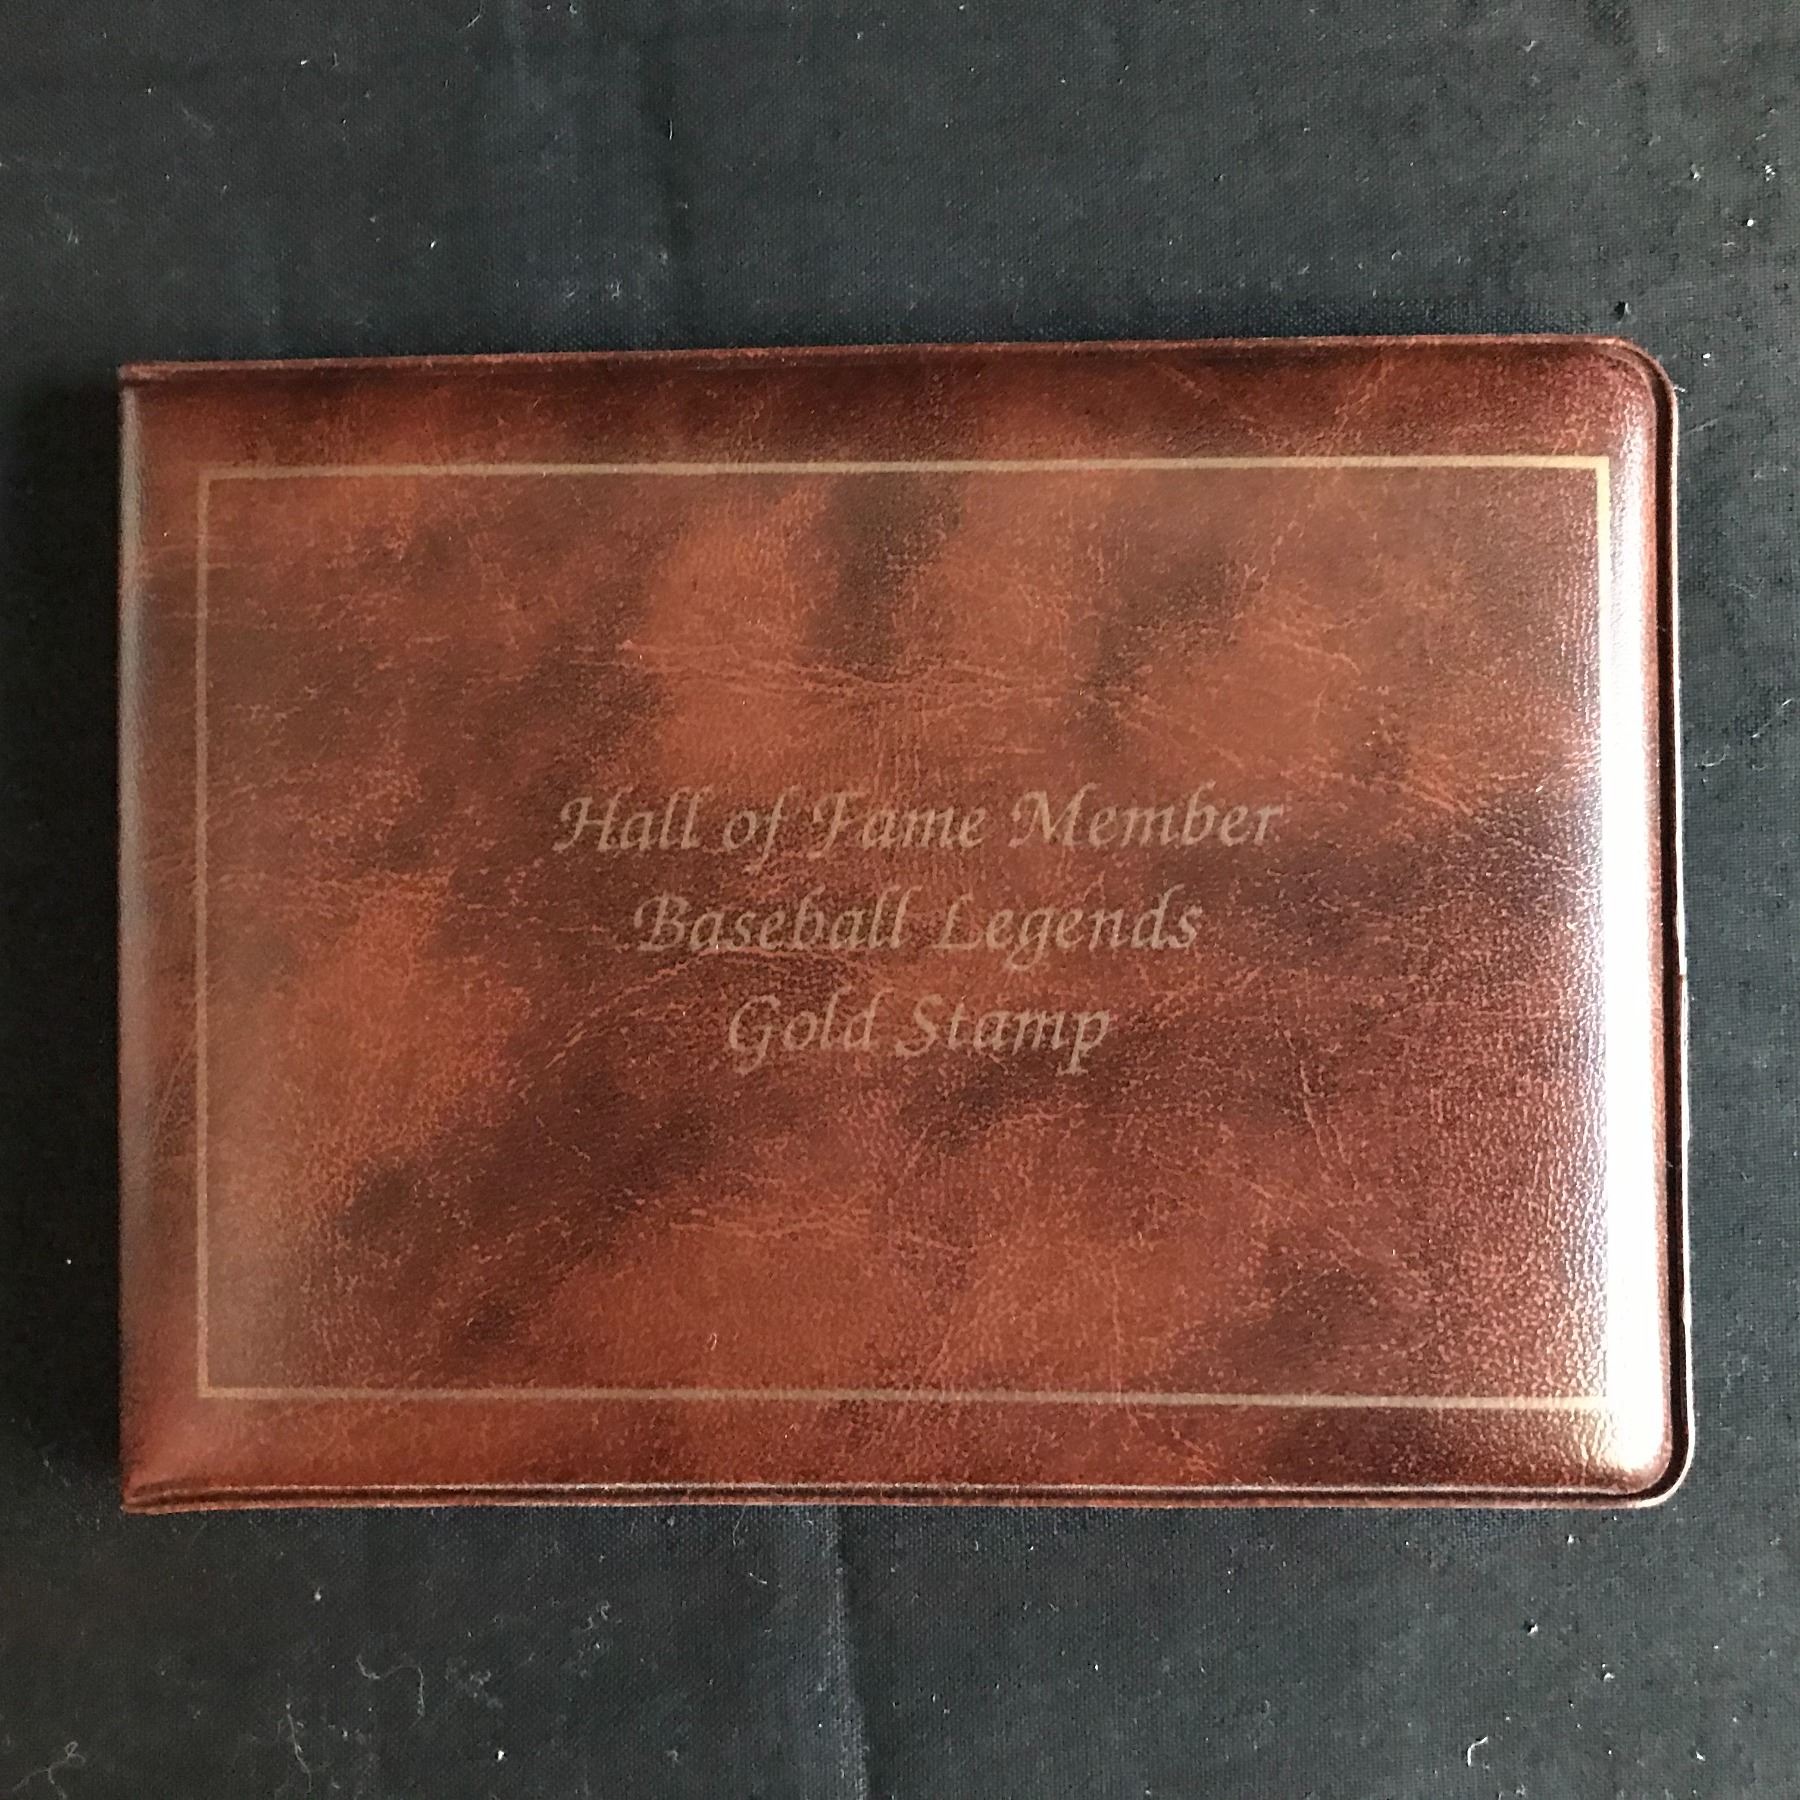 Hall of Fame Member
Baseball Legends
Gold Stamp